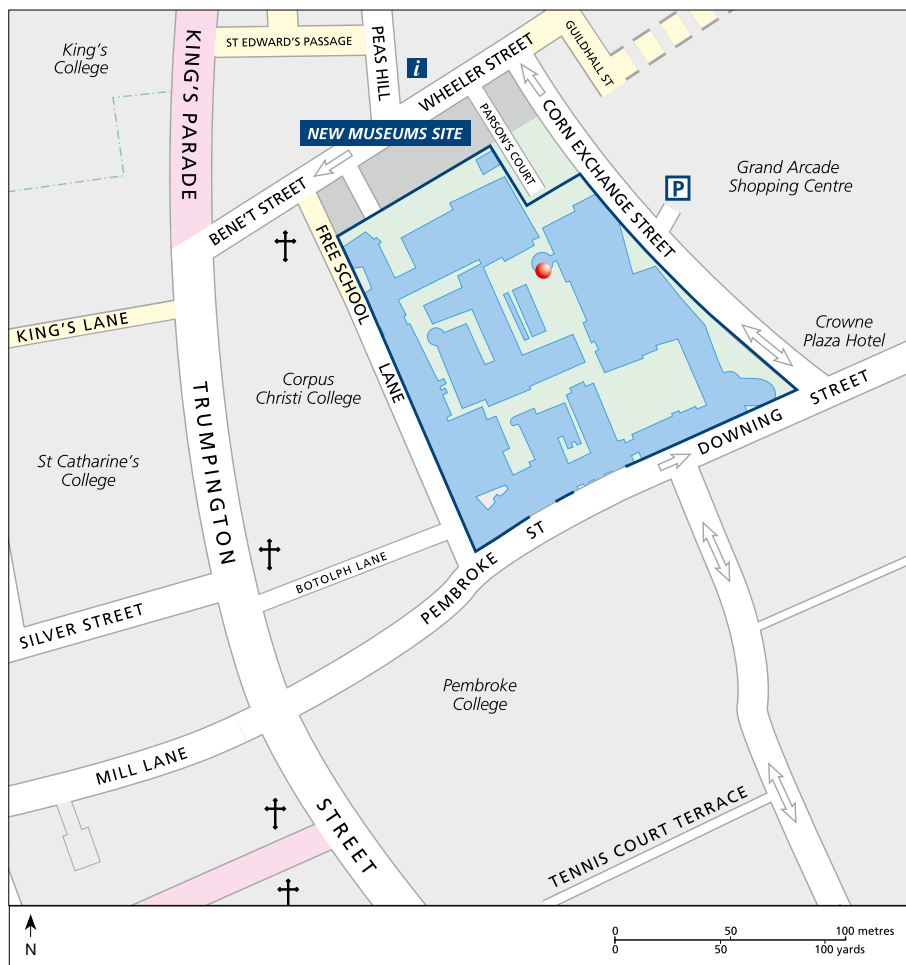 King's
College
KING'S PARADE
ST EDWARD'S PASSAGE
PEAS HILL
i
WHEELER STREET
GUILDHALL ST
NEW MUSEUMS SITE
PARSON'S COURT
CORN EXCHANGE STREET
Grand Arcade
Shopping Centre
P
BENE'T STREET
FREE SCHOOL
LANE
KING'S LANE
Crowne
Plaza Hotel
Corpus
Christi College
TRUMPINGTON
STREET
St Catharine's
College
DOWNING STREET
PEMBROKE ST
BOTOLPH LANE
SILVER STREET
Pembroke
College
MILL LANE
TENNIS COURT TERRACE
N
0 50 100 metres
0 50 100 yards